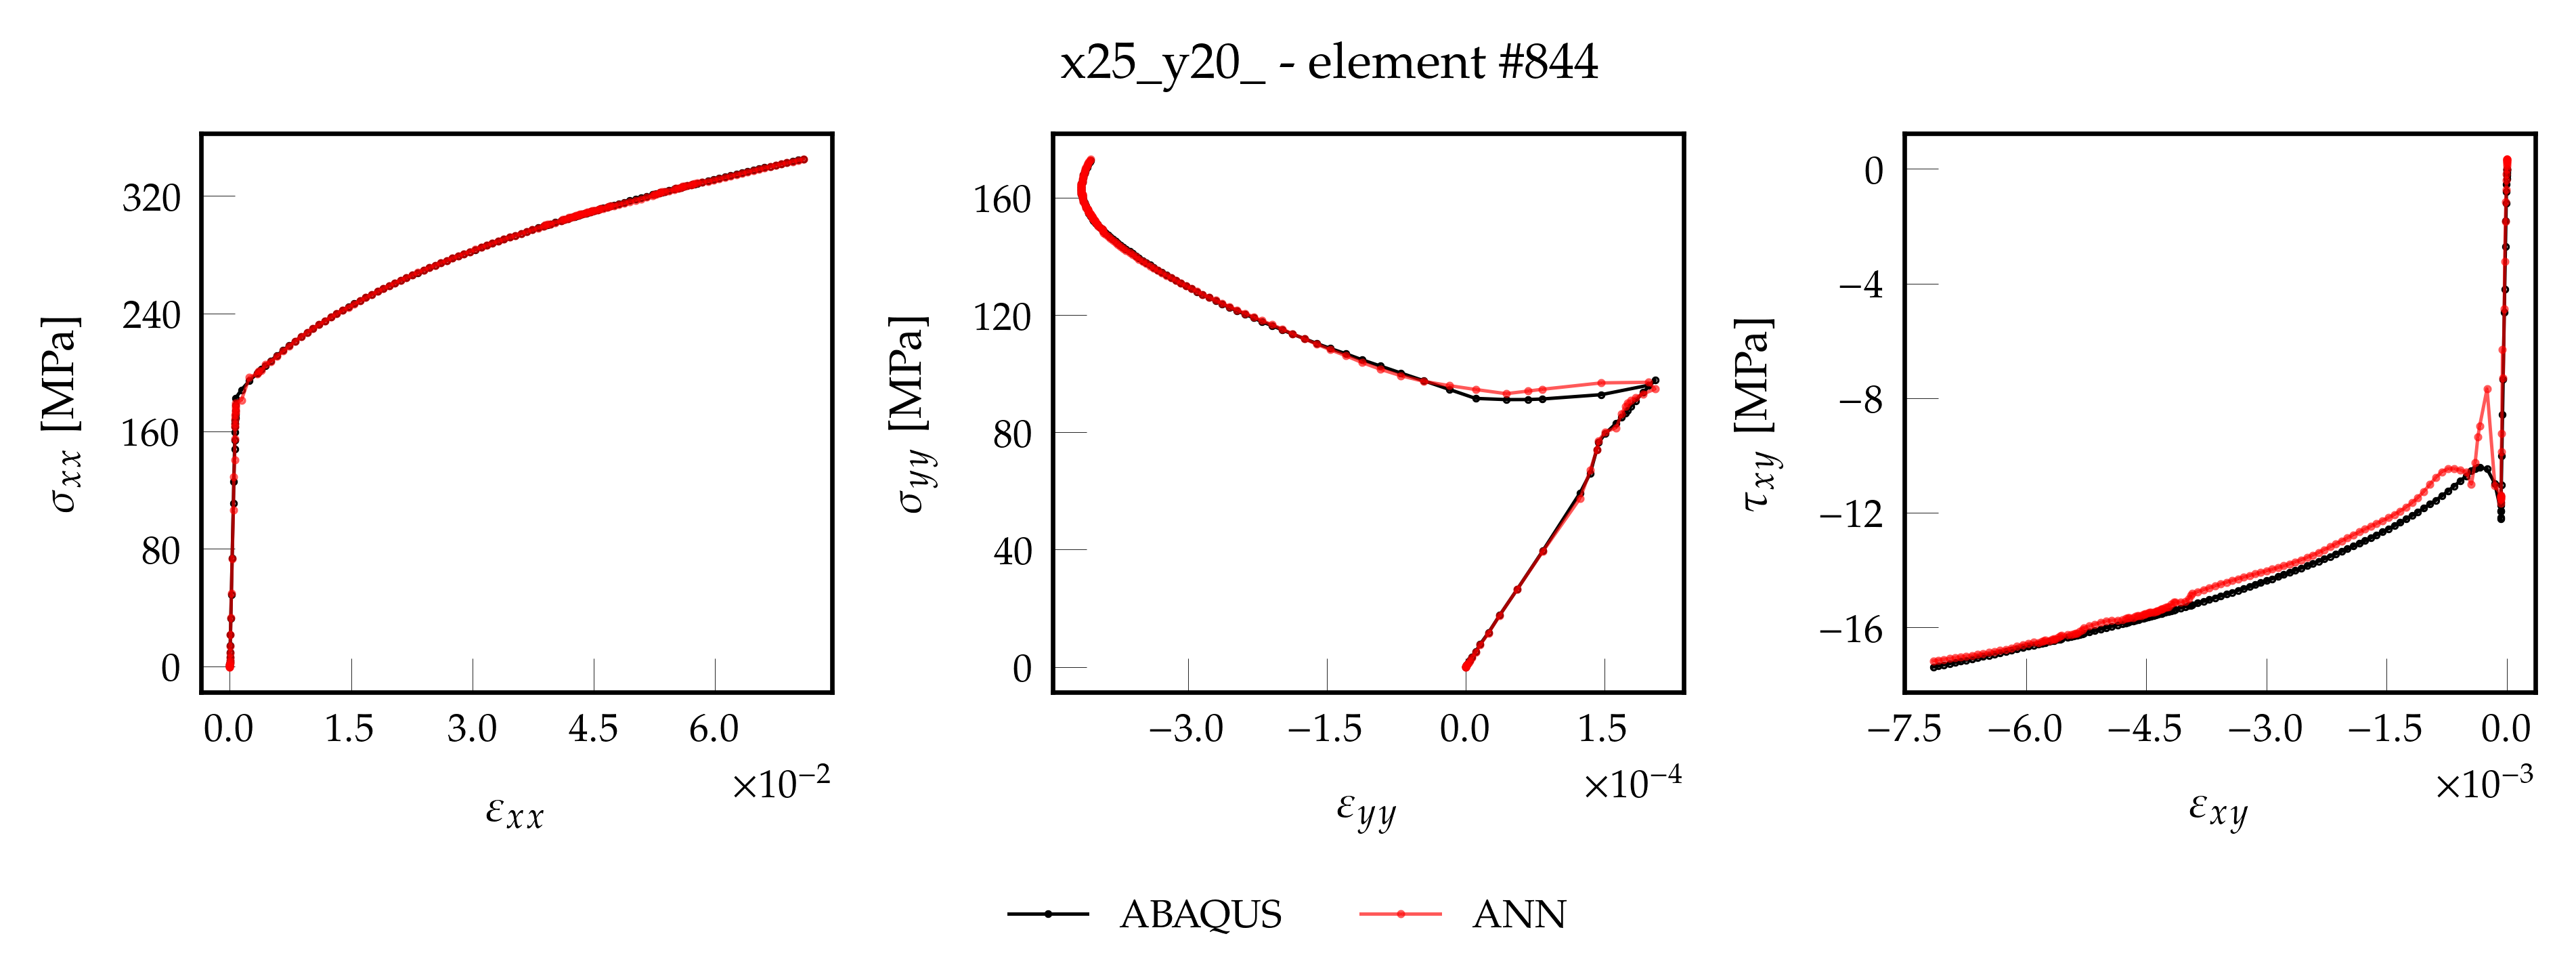 x25_y20_ - element #844
σxx [MPa]
320
240
160
80
0
0.0 1.5 3.0 4.5 6.0
×10−2
εxx
σyy [MPa]
160
120
80
40
0
−3.0 −1.5 0.0 1.5
×10−4
εyy
τxy [MPa]
0
−4
−8
−12
−16
−7.5 −6.0 −4.5 −3.0 −1.5 0.0
×10−3
εxy
ABAQUS ANN